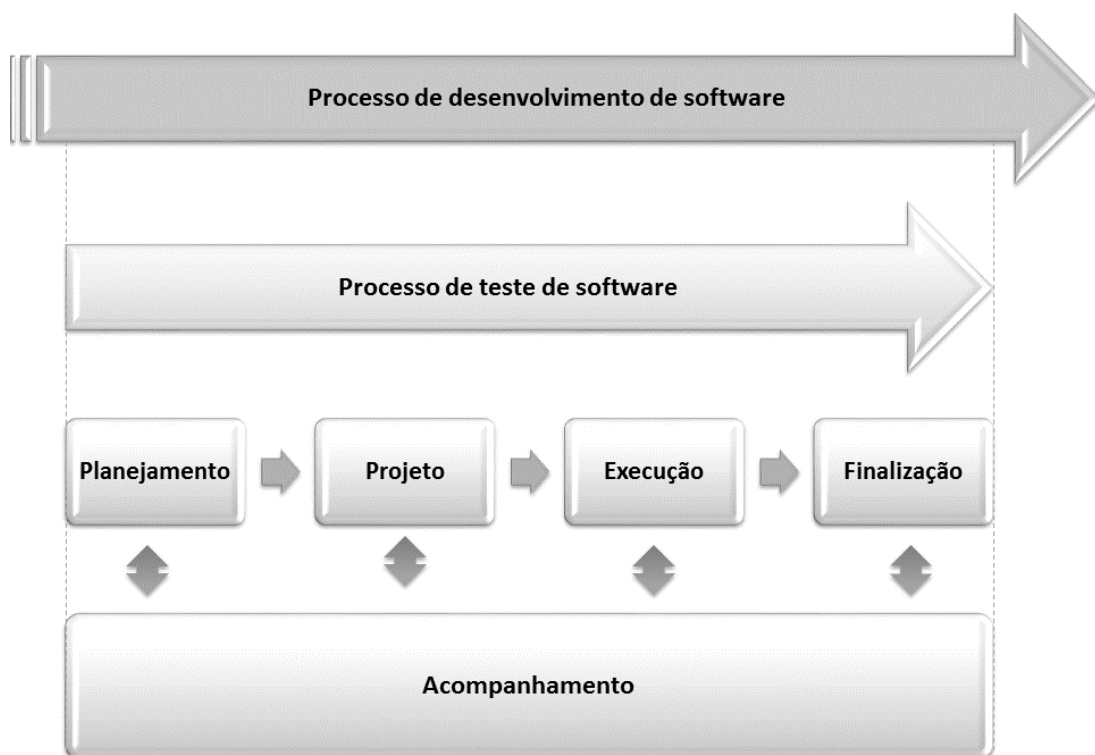 Processo de desenvolvimento de software
Processo de teste de software
Planejamento
Projeto
Execução
Finalização
Acompanhamento